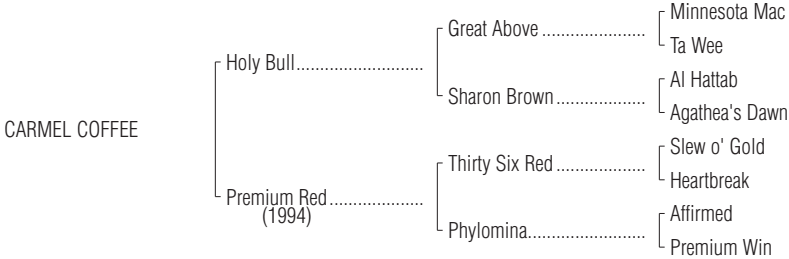 Minnesota Mac
Great Above ......................
Ta Wee
Holy Bull...........................
Al Hattab
Sharon Brown ...................
Agathea's Dawn
CARMEL COFFEE
Slew o' Gold
Thirty Six Red ...................
Heartbreak
Premium Red....................
(1994)
Affirmed
Phylomina.........................
Premium Win